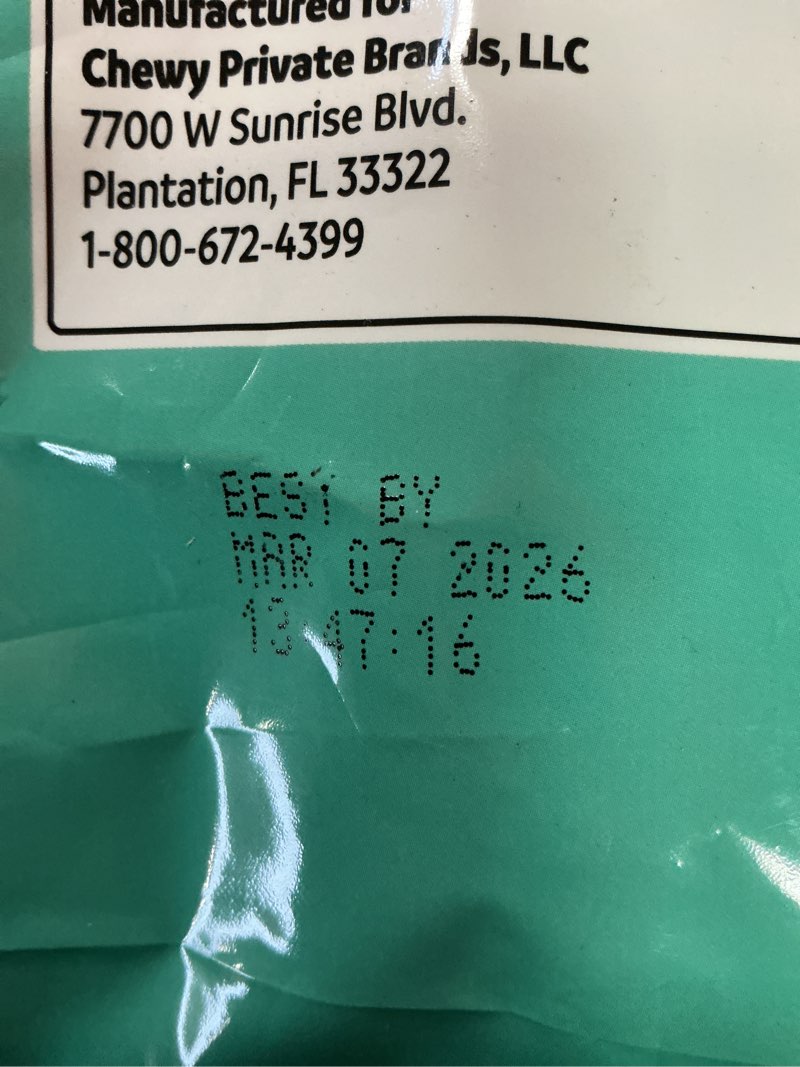 Manufactured for
Chewy Private Brands, LLC
7700 W Sunrise Blvd.
Plantation, FL 33322
1-800-672-4399
BEST BY
MAR 07 2026
13:47:16